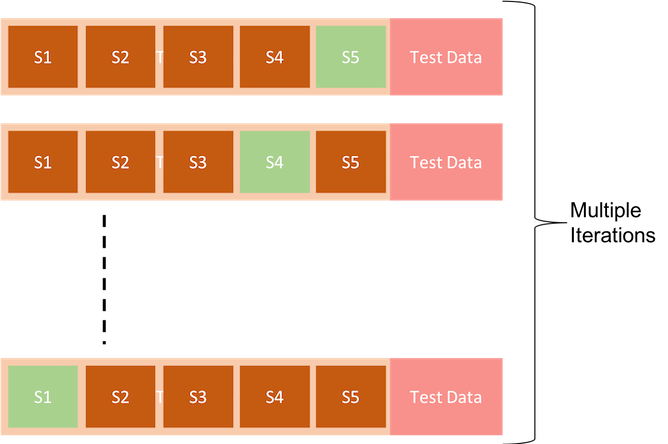 S1 S2 T S3 S4 S5 Test Data
S1 S2 T S3 S4 S5 Test Data
Multiple
Iterations
S1 S2 T S3 S4 S5 Test Data